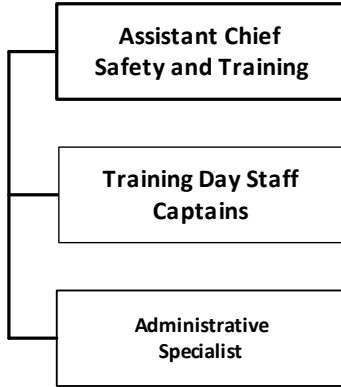 Assistant Chief
Safety and Training
Training Day Staff
Captains
Administrative
Specialist